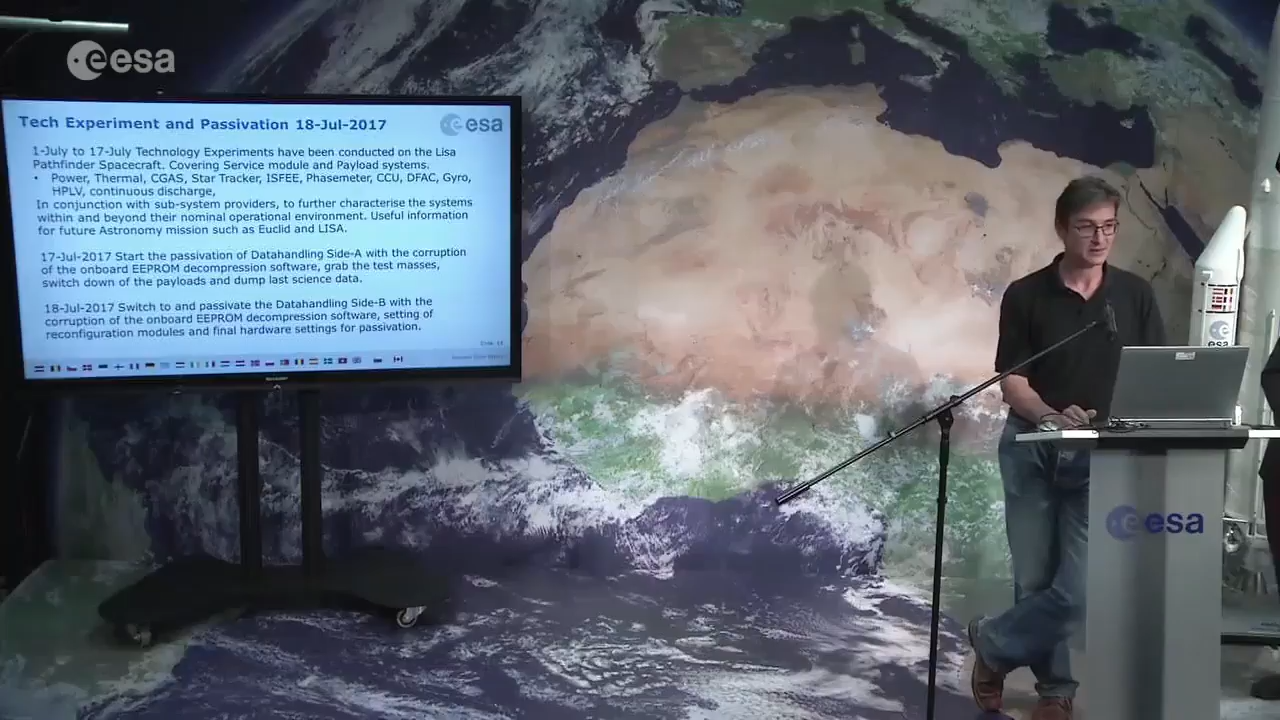 esa
Tech Experiment and Passivation 18-Jul-2017
esa
1-July to 17-July Technology Experiments have been conducted on the Lisa
Pathfinder Spacecraft. Covering Service module and Payload systems.
• Power, Thermal, CGAS, Star Tracker, ISFEE, Phasemeter, CCU, DFAC, Gyro,
HPLV, continuous discharge,
In conjunction with sub-system providers, to further characterise the systems
within and beyond their nominal operational environment. Useful information
for future Astronomy mission such as Euclid and LISA.
17-Jul-2017 Start the passivation of Datahandling Side-A with the corruption
of the onboard EEPROM decompression software, grab the test masses,
switch down of the payloads and dump last science data.
18-Jul-2017 Switch to and passivate the Datahandling Side-B with the
corruption of the onboard EEPROM decompression software, setting of
reconfiguration modules and final hardware settings for passivation.
esa
esa